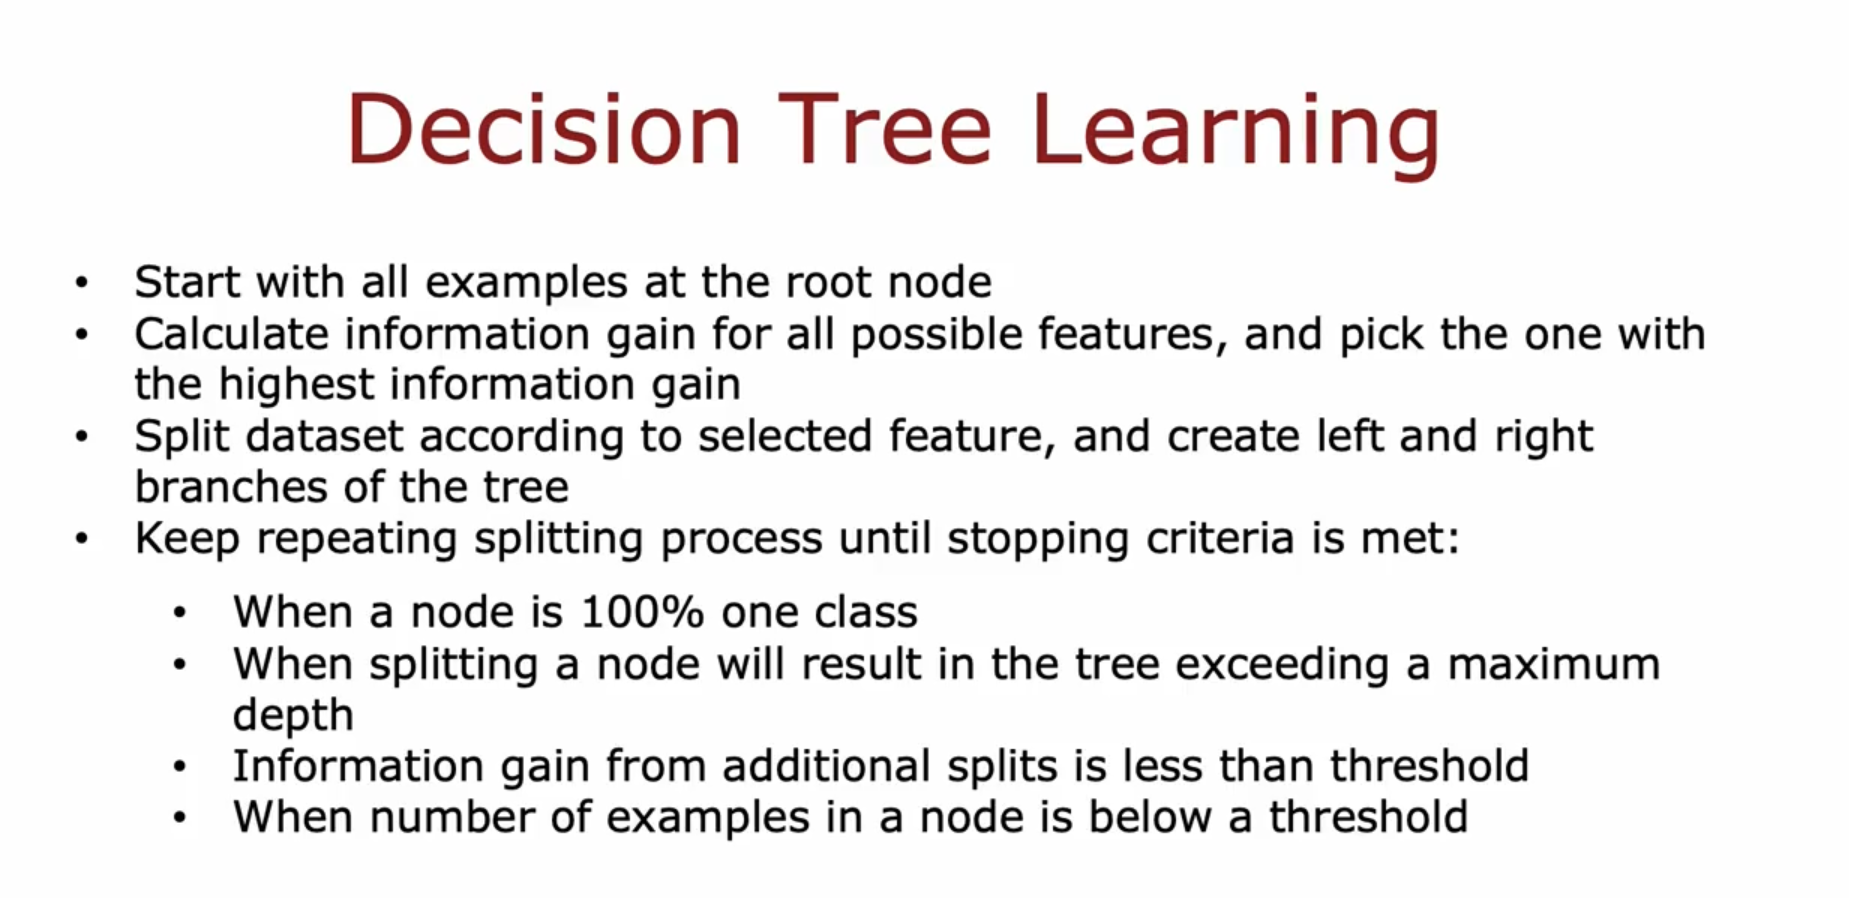 Decision Tree Learning
• Start with all examples at the root node
• Calculate information gain for all possible features, and pick the one with
the highest information gain
• Split dataset according to selected feature, and create left and right
branches of the tree
• Keep repeating splitting process until stopping criteria is met:
• When a node is 100% one class
• When splitting a node will result in the tree exceeding a maximum
depth
• Information gain from additional splits is less than threshold
• When number of examples in a node is below a threshold